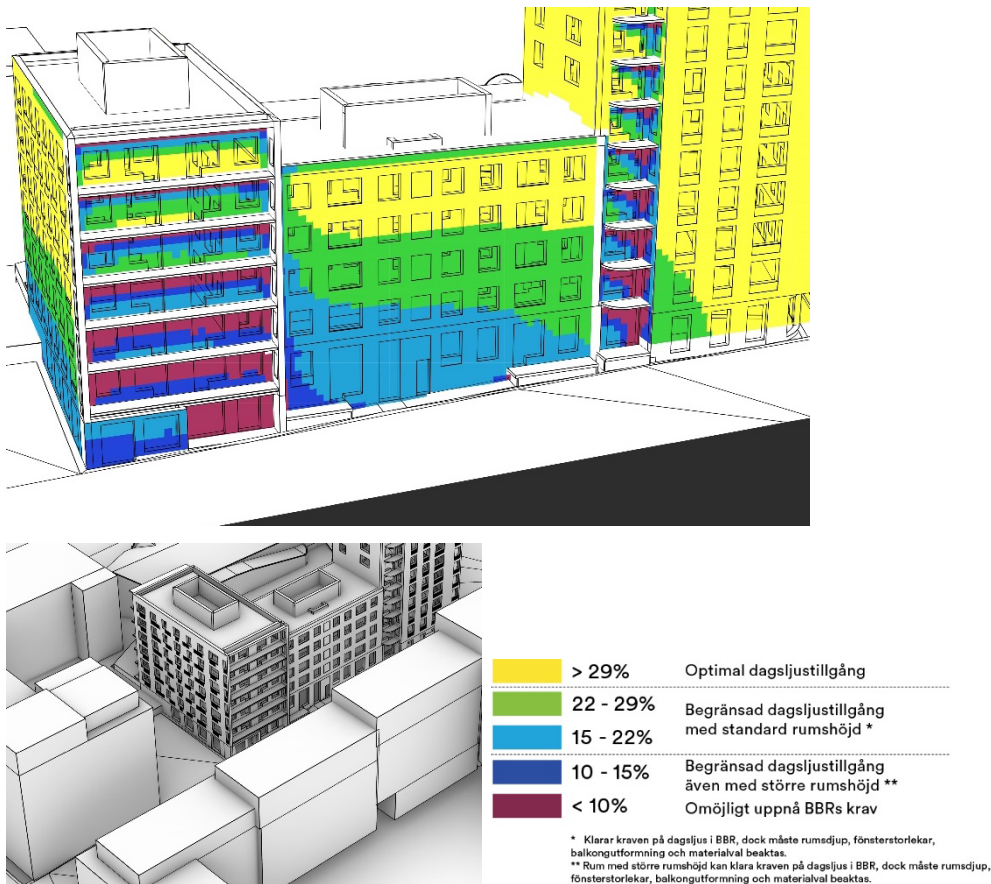 > 29% Optimal dagsljustillgång
22 - 29% Begränsad dagsljustillgång
med standard rumshöjd *
15 - 22%
10 - 15% Begränsad dagsljustillgång
även med större rumshöjd **
< 10% Omöjligt uppnå BBRs krav
* Klarar kraven på dagsljus i BBR, dock måste rumsdjup, fönsterstorlekar,
balkongutformning och materialval beaktas.
** Rum med större rumshöjd kan klara kraven på dagsljus i BBR, dock måste rumsdjup,
fönsterstorlekar, balkongutformning och materialval beaktas.